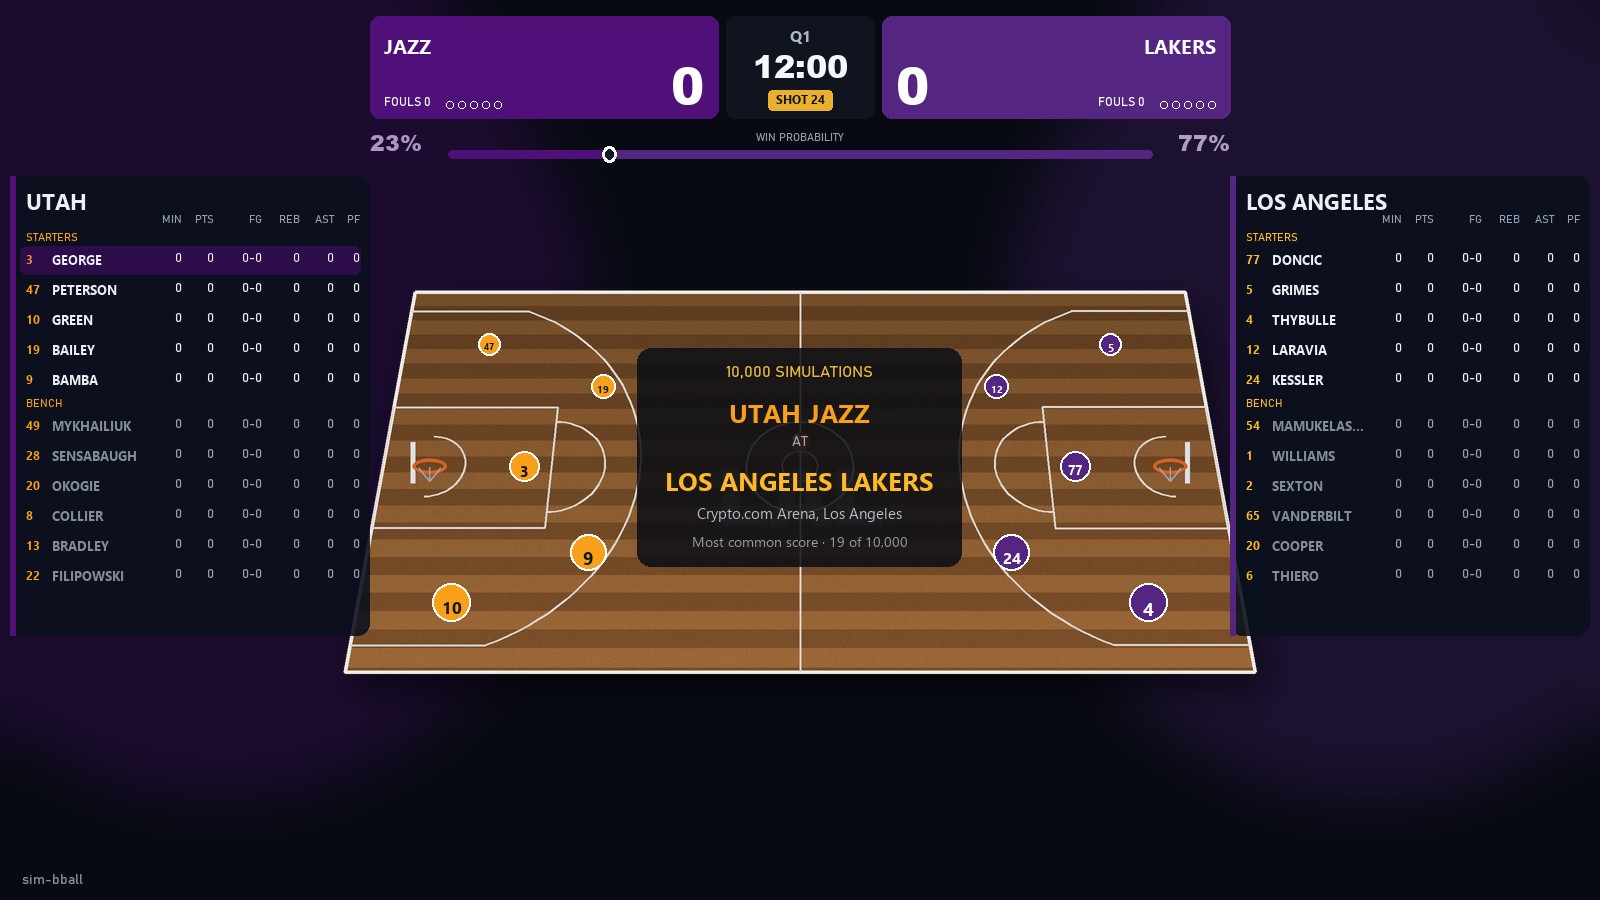 JAZZ
0
FOULS 0
Q1
12:00
SHOT 24
LAKERS
0
FOULS 0
23%
WIN PROBABILITY
77%
UTAH
MIN PTS FG REB AST PF
STARTERS
3 GEORGE 0 0 0-0 0 0 0
47 PETERSON 0 0 0-0 0 0 0
10 GREEN 0 0 0-0 0 0 0
19 BAILEY 0 0 0-0 0 0 0
9 BAMBA 0 0 0-0 0 0 0
BENCH
49 MYKHAILIUK 0 0 0-0 0 0 0
28 SENSABAUGH 0 0 0-0 0 0 0
20 OKOGIE 0 0 0-0 0 0 0
8 COLLIER 0 0 0-0 0 0 0
13 BRADLEY 0 0 0-0 0 0 0
22 FILIPOWSKI 0 0 0-0 0 0 0
47
19
3
9
10
10,000 SIMULATIONS
UTAH JAZZ
AT
LOS ANGELES LAKERS
Crypto.com Arena, Los Angeles
Most common score · 19 of 10,000
5
12
77
24
4
LOS ANGELES
MIN PTS FG REB AST PF
STARTERS
77 DONCIC 0 0 0-0 0 0 0
5 GRIMES 0 0 0-0 0 0 0
4 THYBULLE 0 0 0-0 0 0 0
12 LARAVIA 0 0 0-0 0 0 0
24 KESSLER 0 0 0-0 0 0 0
BENCH
54 MAMUKELAS... 0 0 0-0 0 0 0
1 WILLIAMS 0 0 0-0 0 0 0
2 SEXTON 0 0 0-0 0 0 0
65 VANDERBILT 0 0 0-0 0 0 0
20 COOPER 0 0 0-0 0 0 0
6 THIERO 0 0 0-0 0 0 0
sim-bball